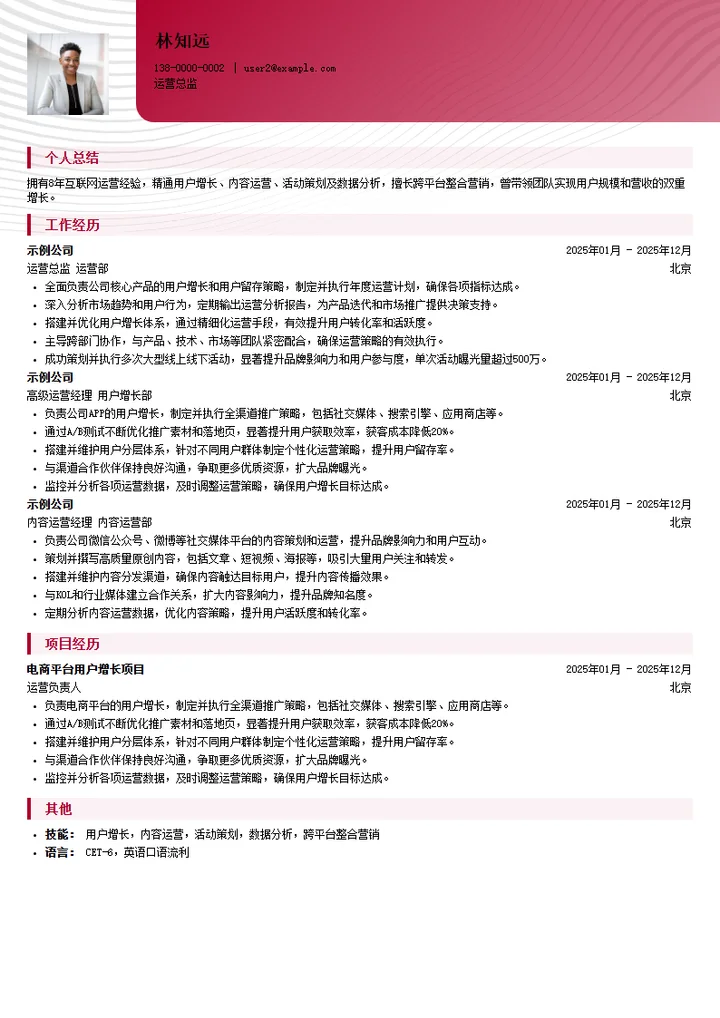 林知远
138-0000-0002 | user2@example.com
运营总监
个人总结
拥有8年互联网运营经验，精通用户增长、内容运营、活动策划及数据分析，擅长跨平台整合营销，曾带领团队实现用户规模和营收的双重
增长。
工作经历
示例公司 2025年01月 - 2025年12月
运营总监 运营部 北京
• 全面负责公司核心产品的用户增长和用户留存策略，制定并执行年度运营计划，确保各项指标达成。
• 深入分析市场趋势和用户行为，定期输出运营分析报告，为产品迭代和市场推广提供决策支持。
• 搭建并优化用户增长体系，通过精细化运营手段，有效提升用户转化率和活跃度。
• 主导跨部门协作，与产品、技术、市场等团队紧密配合，确保运营策略的有效执行。
• 成功策划并执行多次大型线上线下活动，显著提升品牌影响力和用户参与度，单次活动曝光量超过500万。
示例公司 2025年01月 - 2025年12月
高级运营经理 用户增长部 北京
• 负责公司APP的用户增长，制定并执行全渠道推广策略，包括社交媒体、搜索引擎、应用商店等。
• 通过A/B测试不断优化推广素材和落地页，显著提升用户获取效率，获客成本降低20%。
• 搭建并维护用户分层体系，针对不同用户群体制定个性化运营策略，提升用户留存率。
• 与渠道合作伙伴保持良好沟通，争取更多优质资源，扩大品牌曝光。
• 监控并分析各项运营数据，及时调整运营策略，确保用户增长目标达成。
示例公司 2025年01月 - 2025年12月
内容运营经理 内容运营部 北京
• 负责公司微信公众号、微博等社交媒体平台的内容策划和运营，提升品牌影响力和用户互动。
• 策划并撰写高质量原创内容，包括文章、短视频、海报等，吸引大量用户关注和转发。
• 搭建并维护内容分发渠道，确保内容触达目标用户，提升内容传播效果。
• 与KOL和行业媒体建立合作关系，扩大内容影响力，提升品牌知名度。
• 定期分析内容运营数据，优化内容策略，提升用户活跃度和转化率。
项目经历
电商平台用户增长项目 2025年01月 - 2025年12月
运营负责人 北京
• 负责电商平台的用户增长，制定并执行全渠道推广策略，包括社交媒体、搜索引擎、应用商店等。
• 通过A/B测试不断优化推广素材和落地页，显著提升用户获取效率，获客成本降低20%。
• 搭建并维护用户分层体系，针对不同用户群体制定个性化运营策略，提升用户留存率。
• 与渠道合作伙伴保持良好沟通，争取更多优质资源，扩大品牌曝光。
• 监控并分析各项运营数据，及时调整运营策略，确保用户增长目标达成。
其他
• 技能： 用户增长，内容运营，活动策划，数据分析，跨平台整合营销
• 语言： CET-6，英语口语流利